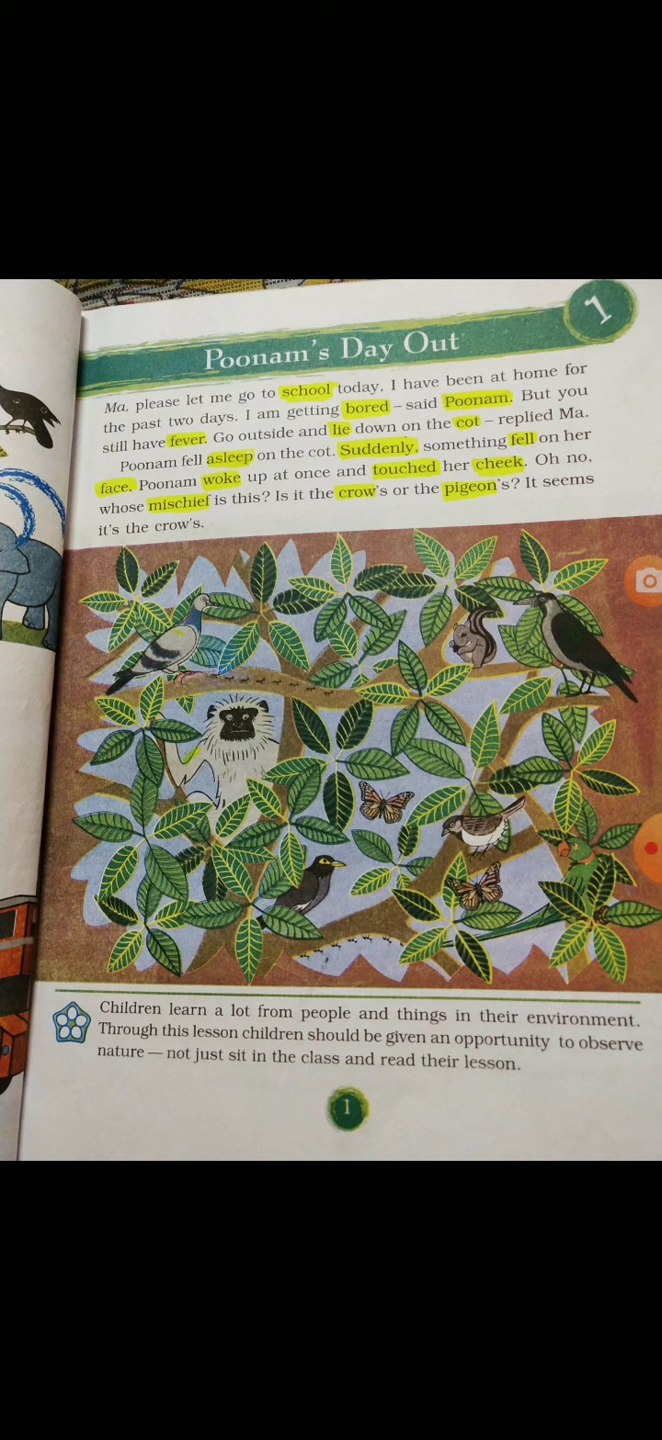 1
Poonam's Day Out
Ma, please let me go to school today. I have been at home for
the past two days. I am getting bored – said Poonam. But you
still have fever. Go outside and lie down on the cot – replied Ma.
Poonam fell asleep on the cot. Suddenly, something fell on her
face. Poonam woke up at once and touched her cheek. Oh no,
whose mischief is this? Is it the crow's or the pigeon's? It seems
it's the crow's.
Children learn a lot from people and things in their environment.
Through this lesson children should be given an opportunity to observe
nature — not just sit in the class and read their lesson.
1